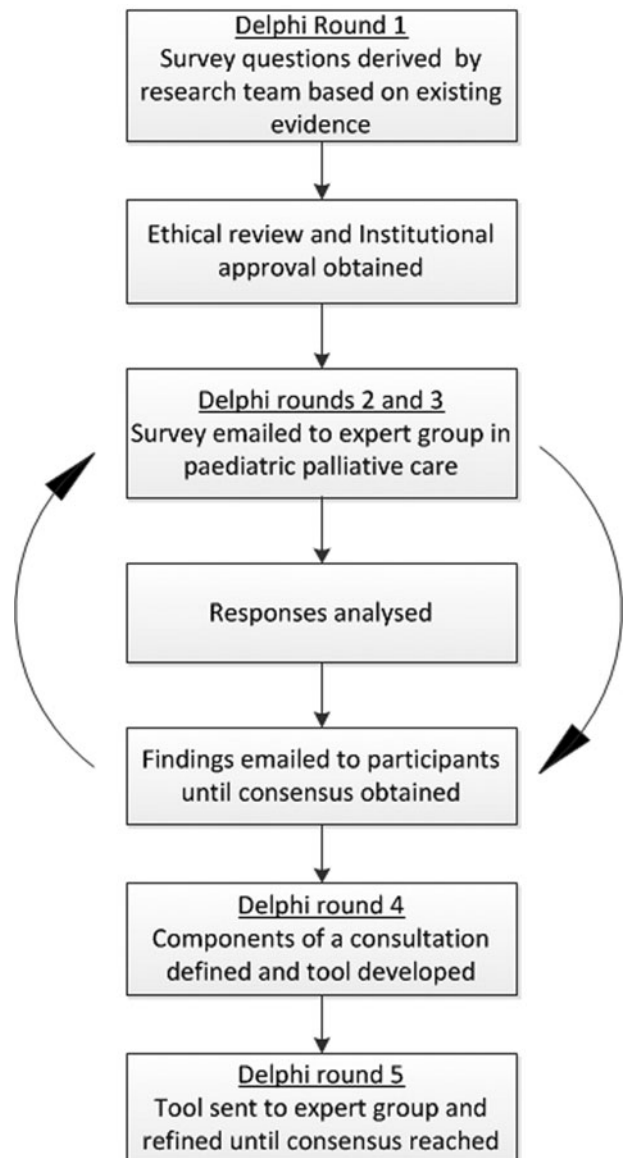 Delphi Round 1
Survey questions derived by
research team based on existing
evidence
Ethical review and Institutional
approval obtained
Delphi rounds 2 and 3
Survey emailed to expert group in
paediatric palliative care
Responses analysed
Findings emailed to participants
until consensus obtained
Delphi round 4
Components of a consultation
defined and tool developed
Delphi round 5
Tool sent to expert group and
refined until consensus reached